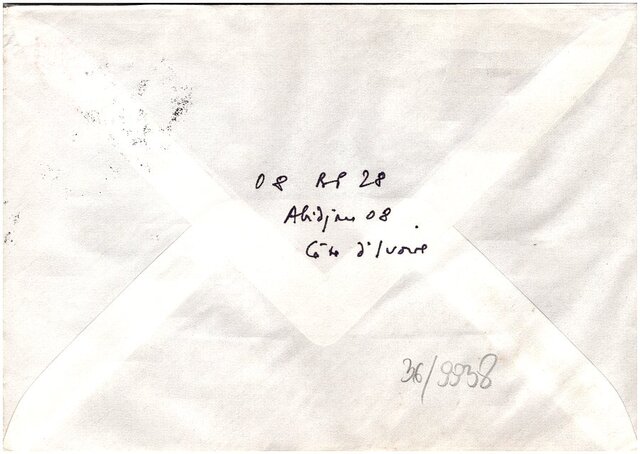 08 BP 28
Abidjan 08
Côte d'Ivoire
36/9938